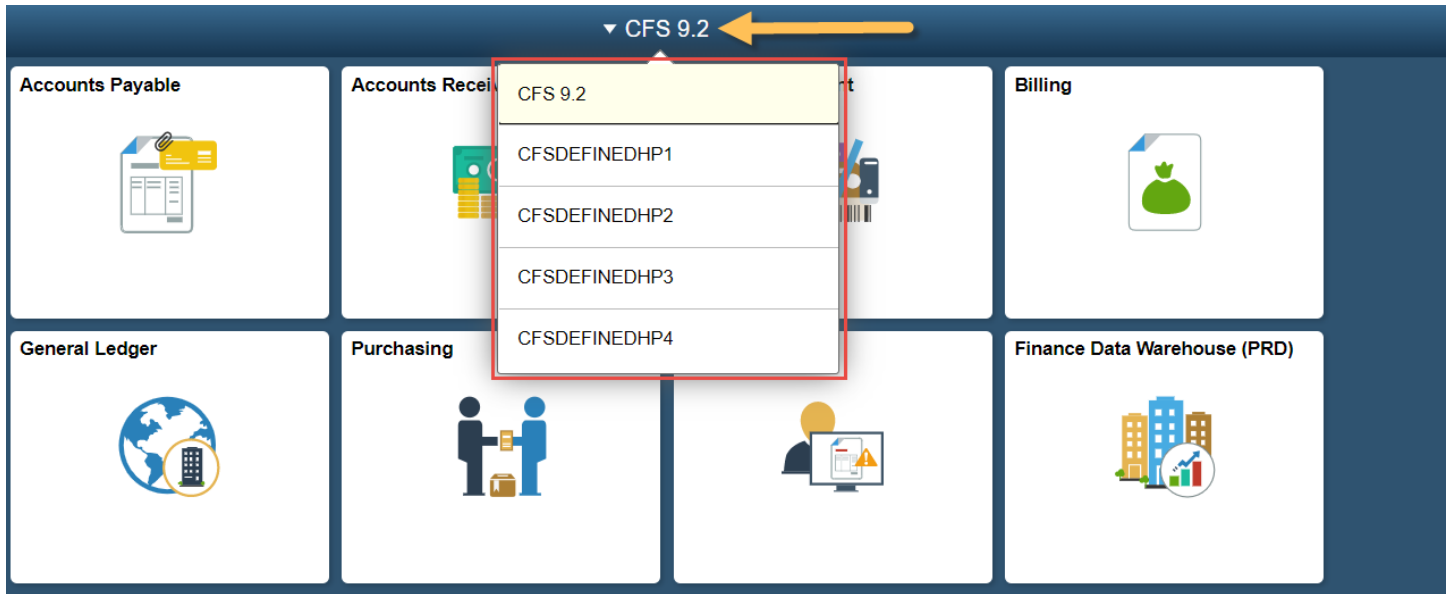 CFS 9.2
Accounts Payable
Accounts Recei
nt
Billing
CFS 9.2
CFSDEFINEDHP1
CFSDEFINEDHP2
CFSDEFINEDHP3
CFSDEFINEDHP4
General Ledger
Purchasing
Finance Data Warehouse (PRD)